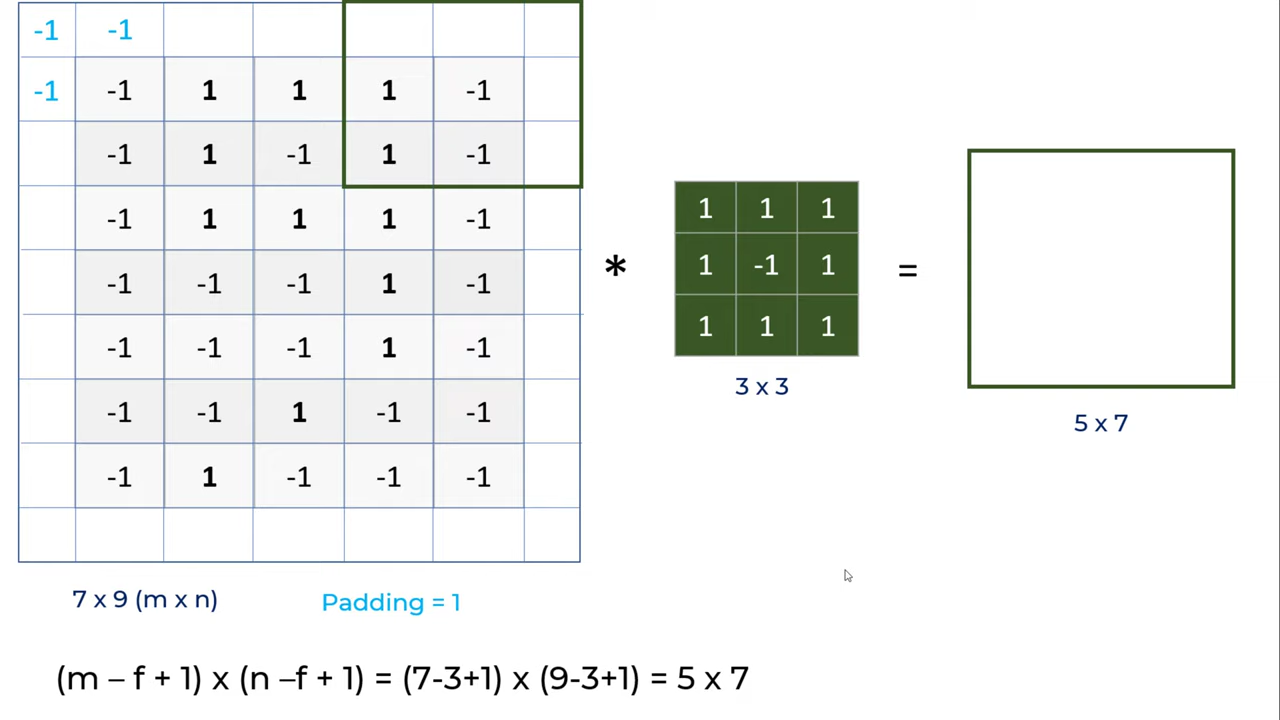 -1 -1
-1 -1 1 1 1 -1
-1 1 -1 1 -1
-1 1 1 1 -1
-1 -1 -1 1 -1
-1 -1 -1 1 -1
-1 -1 1 -1 -1
-1 1 -1 -1 -1
7 x 9 (m x n)
Padding = 1
*
1 1 1
1 -1 1
1 1 1
3 x 3
=
5 x 7
(m – f + 1) x (n –f + 1) = (7-3+1) x (9-3+1) = 5 x 7